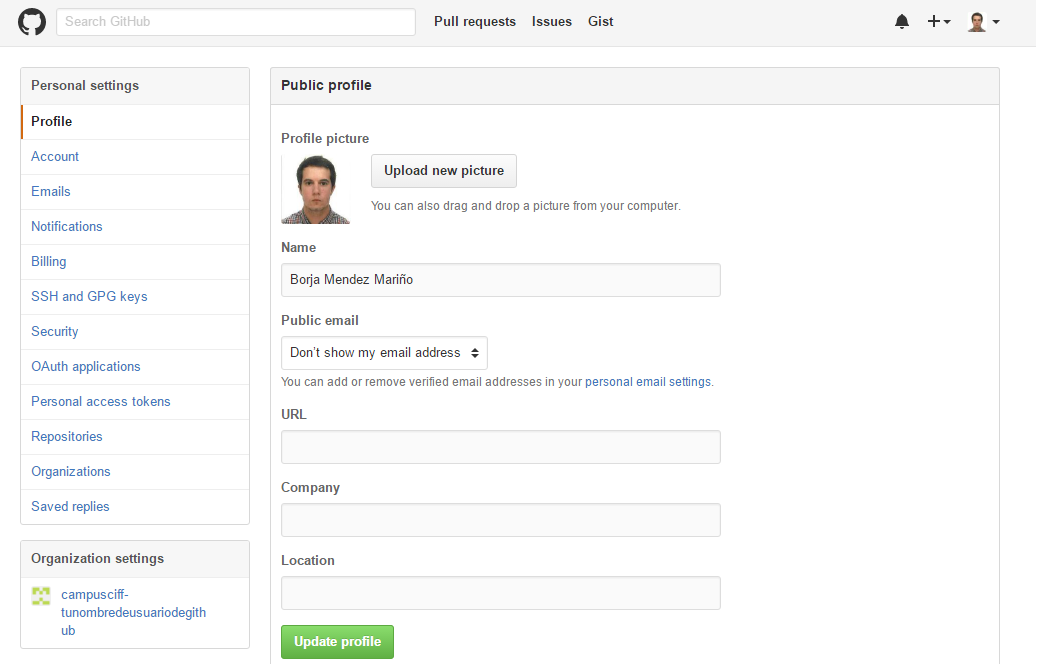 Search GitHub
Pull requests
Issues
Gist
Personal settings
Profile
Account
Emails
Notifications
Billing
SSH and GPG keys
Security
OAuth applications
Personal access tokens
Repositories
Organizations
Saved replies
Organization settings
campusciff-
tunombredeusuariodegith
ub
Public profile
Profile picture
Upload new picture
You can also drag and drop a picture from your computer.
Name
Borja Mendez Mariño
Public email
Don't show my email address
You can add or remove verified email addresses in your personal email settings.
URL
Company
Location
Update profile